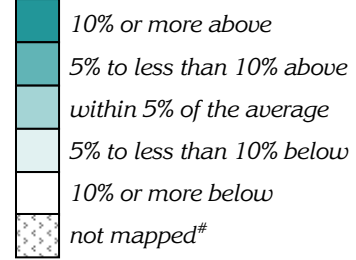 10% or more above
5% to less than 10% above
within 5% of the average
5% to less than 10% below
10% or more below
not mapped#